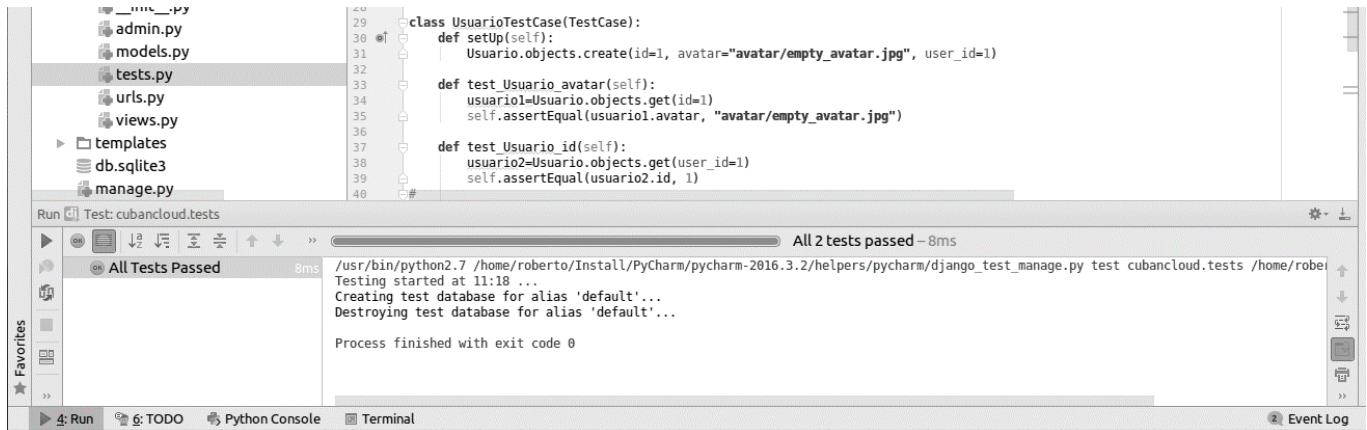 __init__.py
admin.py
models.py
tests.py
urls.py
views.py
templates
db.sqlite3
manage.py
28
29 class UsuarioTestCase(TestCase):
30 def setUp(self):
31 Usuario.objects.create(id=1, avatar="avatar/empty_avatar.jpg", user_id=1)
32
33 def test_Usuario_avatar(self):
34 usuario1=Usuario.objects.get(id=1)
35 self.assertEqual(usuario1.avatar, "avatar/empty_avatar.jpg")
36
37 def test_Usuario_id(self):
38 usuario2=Usuario.objects.get(user_id=1)
39 self.assertEqual(usuario2.id, 1)
40 #
Run Test: cubancloud.tests
All 2 tests passed – 8ms
OK All Tests Passed 8ms
/usr/bin/python2.7 /home/roberto/Install/PyCharm/pycharm-2016.3.2/helpers/pycharm/django_test_manage.py test cubancloud.tests /home/rober
Testing started at 11:18 ...
Creating test database for alias 'default'...
Destroying test database for alias 'default'...
Process finished with exit code 0
Favorites
4: Run 6: TODO Python Console Terminal 2 Event Log